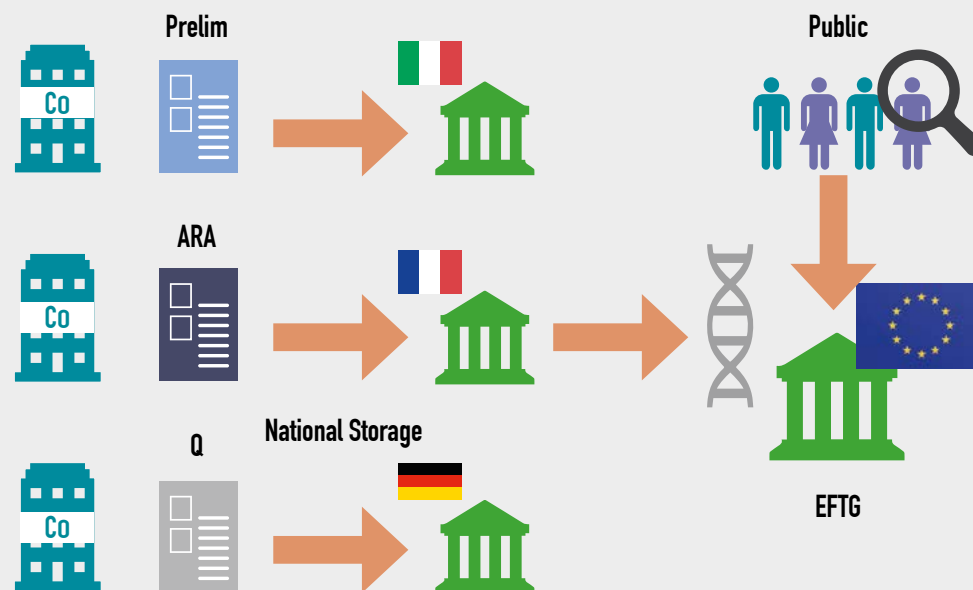 Prelim
Public
Co
ARA
Co
Q
National Storage
Co
EFTG